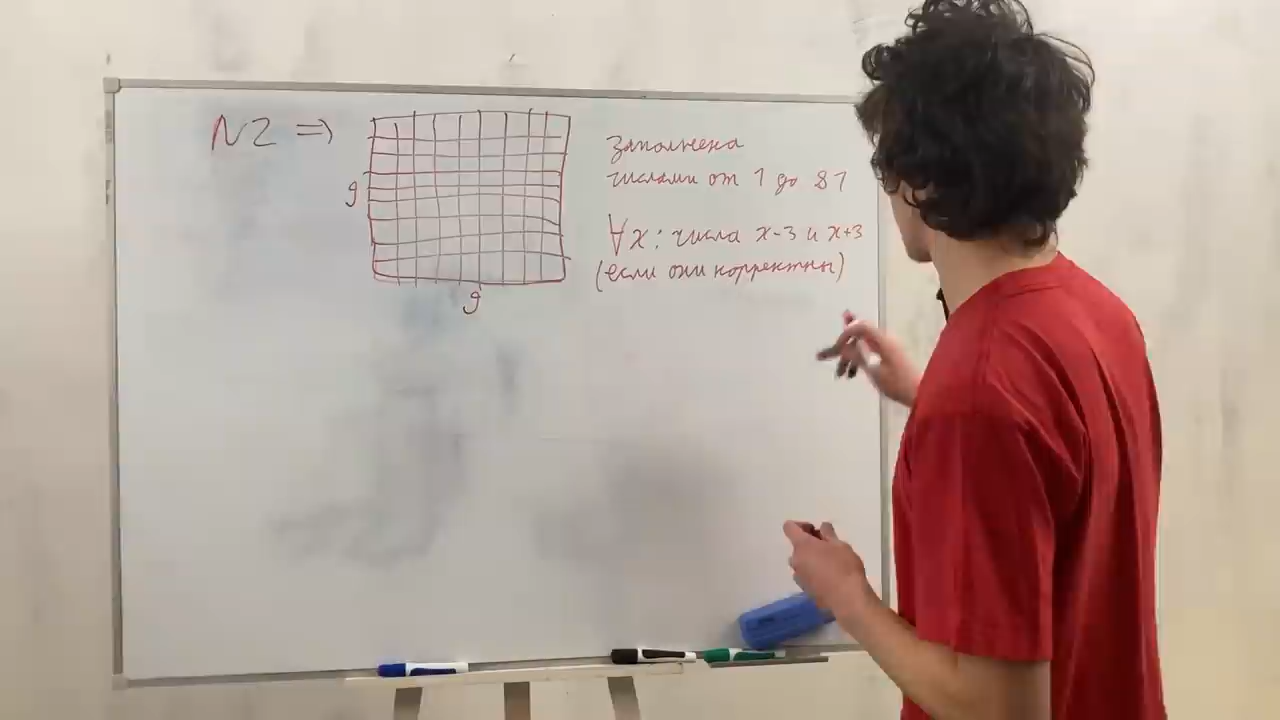 N2 ⇒
заполнена
числами от 1 до 81
9
∀x: числа x-3 и x+3
(если они корректны)
9